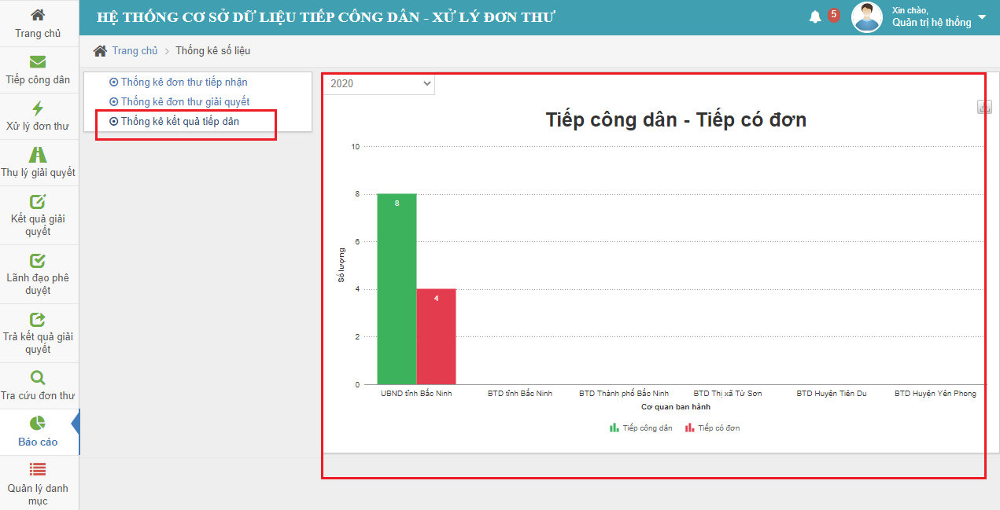 HỆ THỐNG CƠ SỞ DỮ LIỆU TIẾP CÔNG DÂN - XỬ LÝ ĐƠN THƯ
5
Xin chào,
Quản trị hệ thống
Trang chủ
Tiếp công dân
Xử lý đơn thư
Thụ lý giải quyết
Kết quả giải
quyết
Lãnh đạo phê
duyệt
Trả kết quả giải
quyết
Tra cứu đơn thư
Báo cáo
Quản lý danh
mục
Trang chủ > Thống kê số liệu
Thống kê đơn thư tiếp nhận
Thống kê đơn thư giải quyết
Thống kê kết quả tiếp dân
2020
Tiếp công dân - Tiếp có đơn
10
8
6
4
2
0
Số lượng
8
4
UBND tỉnh Bắc Ninh
BTD tỉnh Bắc Ninh
BTD Thành phố Bắc Ninh
BTD Thị xã Từ Sơn
BTD Huyện Tiên Du
BTD Huyện Yên Phong
Cơ quan ban hành
Tiếp công dân
Tiếp có đơn